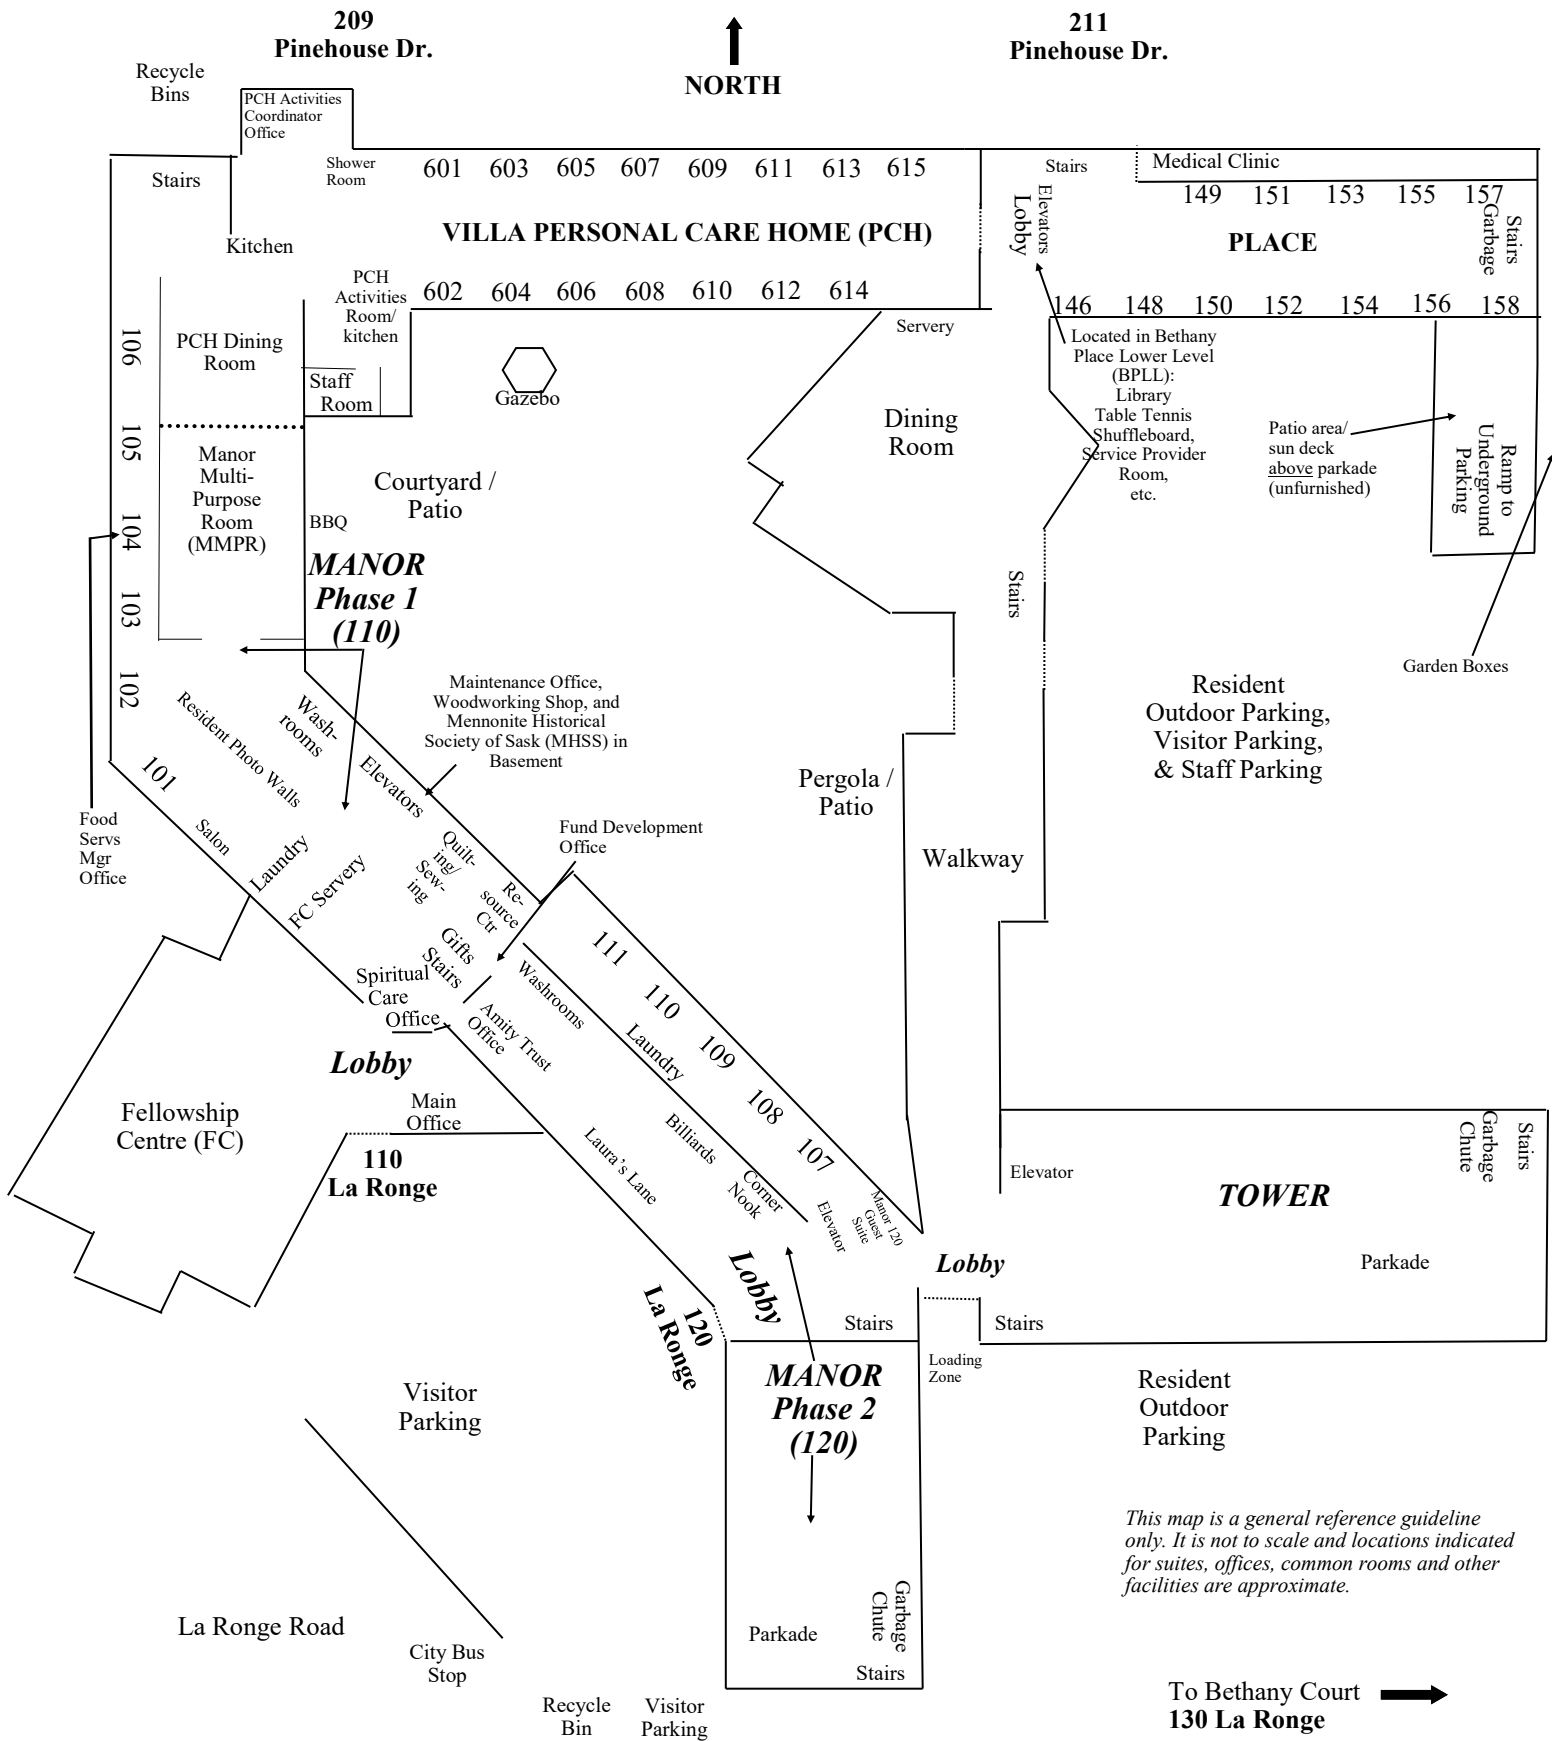 209
Pinehouse Dr.
NORTH
211
Pinehouse Dr.
Recycle
Bins
PCH Activities
Coordinator
Office
Stairs
Shower
Room
601 603 605 607 609 611 613 615
Stairs
Medical Clinic
149 151 153 155 157
Elevators
Lobby
Garbage
Stairs
Kitchen
VILLA PERSONAL CARE HOME (PCH)
PLACE
PCH
Activities
Room/
kitchen
602 604 606 608 610 612 614
146 148 150 152 154 156 158
106
PCH Dining
Room
Staff
Room
Gazebo
Servery
Dining
Room
Located in Bethany
Place Lower Level
(BPLL):
Library
Table Tennis
Shuffleboard,
Service Provider
Room,
etc.
Patio area/
sun deck
above parkade
(unfurnished)
Ramp to
Underground
Parking
105
Manor
Multi-
Purpose
Room
(MMPR)
Courtyard /
Patio
BBQ
104
MANOR
Phase 1
(110)
103
Stairs
Garden Boxes
102
Resident Photo Walls
Wash-
rooms
Maintenance Office,
Woodworking Shop, and
Mennonite Historical
Society of Sask (MHSS) in
Basement
Resident
Outdoor Parking,
Visitor Parking,
& Staff Parking
101
Elevators
Pergola /
Patio
Food
Servs
Mgr
Office
Salon
Laundry
FC Servery
Quilt-
ing/
Sew-
ing
Fund Development
Office
Re-
source
Ctr
Walkway
Gifts
Stairs
111
Spiritual
Care
Office
Washrooms
110
Amity Trust
Office
Laundry
109
Lobby
Fellowship
Centre (FC)
Main
Office
108
Billiards
107
Laura's Lane
110
La Ronge
Corner
Nook
Elevator
Manor 120
Guest
Suite
Elevator
TOWER
Garbage
Chute
Stairs
Lobby
Lobby
Parkade
120
La Ronge
Stairs
Stairs
Loading
Zone
MANOR
Phase 2
(120)
Visitor
Parking
Resident
Outdoor
Parking
This map is a general reference guideline
only. It is not to scale and locations indicated
for suites, offices, common rooms and other
facilities are approximate.
La Ronge Road
City Bus
Stop
Parkade
Garbage
Chute
Stairs
Recycle
Bin
Visitor
Parking
To Bethany Court
130 La Ronge